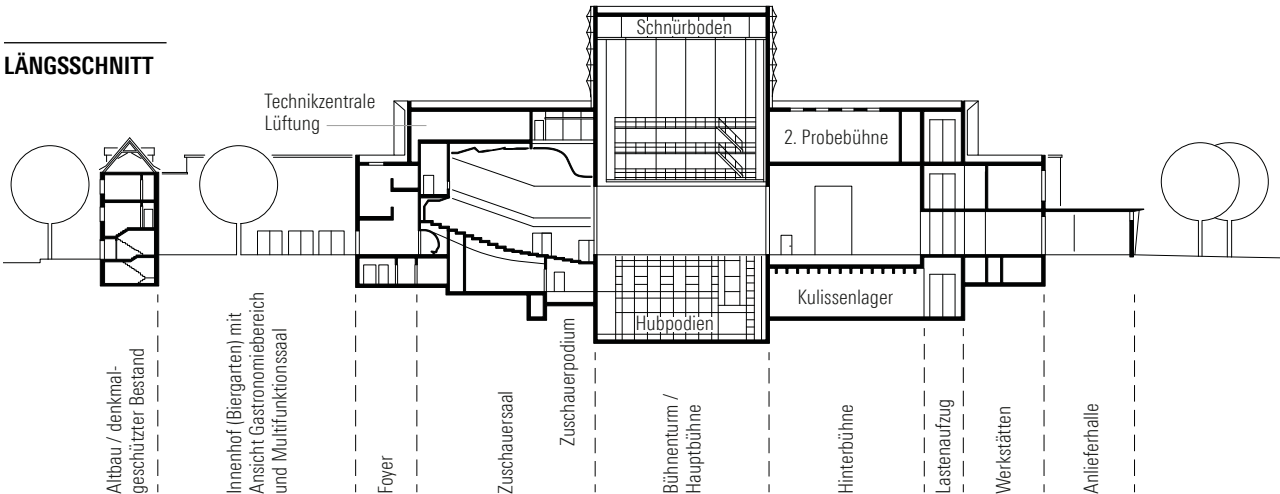 LÄNGSSCHNITT
Schnürboden
Technikzentrale
Lüftung
2. Probebühne
Kulissenlager
Hubpodien
Altbau / denkmal-
geschützter Bestand
Innenhof (Biergarten) mit
Ansicht Gastronomiebereich
und Multifunktionssaal
Foyer
Zuschauersaal
Zuschauerpodium
Bühnenturm /
Hauptbühne
Hinterbühne
Lastenaufzug
Werkstätten
Anlieferhalle